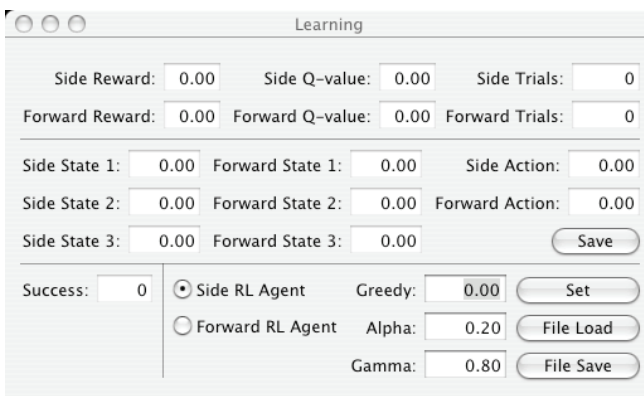 Learning
Side Reward: 0.00 Side Q-value: 0.00 Side Trials: 0
Forward Reward: 0.00 Forward Q-value: 0.00 Forward Trials: 0
Side State 1: 0.00 Forward State 1: 0.00 Side Action: 0.00
Side State 2: 0.00 Forward State 2: 0.00 Forward Action: 0.00
Side State 3: 0.00 Forward State 3: 0.00 Save
Success: 0 Side RL Agent Greedy: 0.00 Set
Forward RL Agent Alpha: 0.20 File Load
Gamma: 0.80 File Save